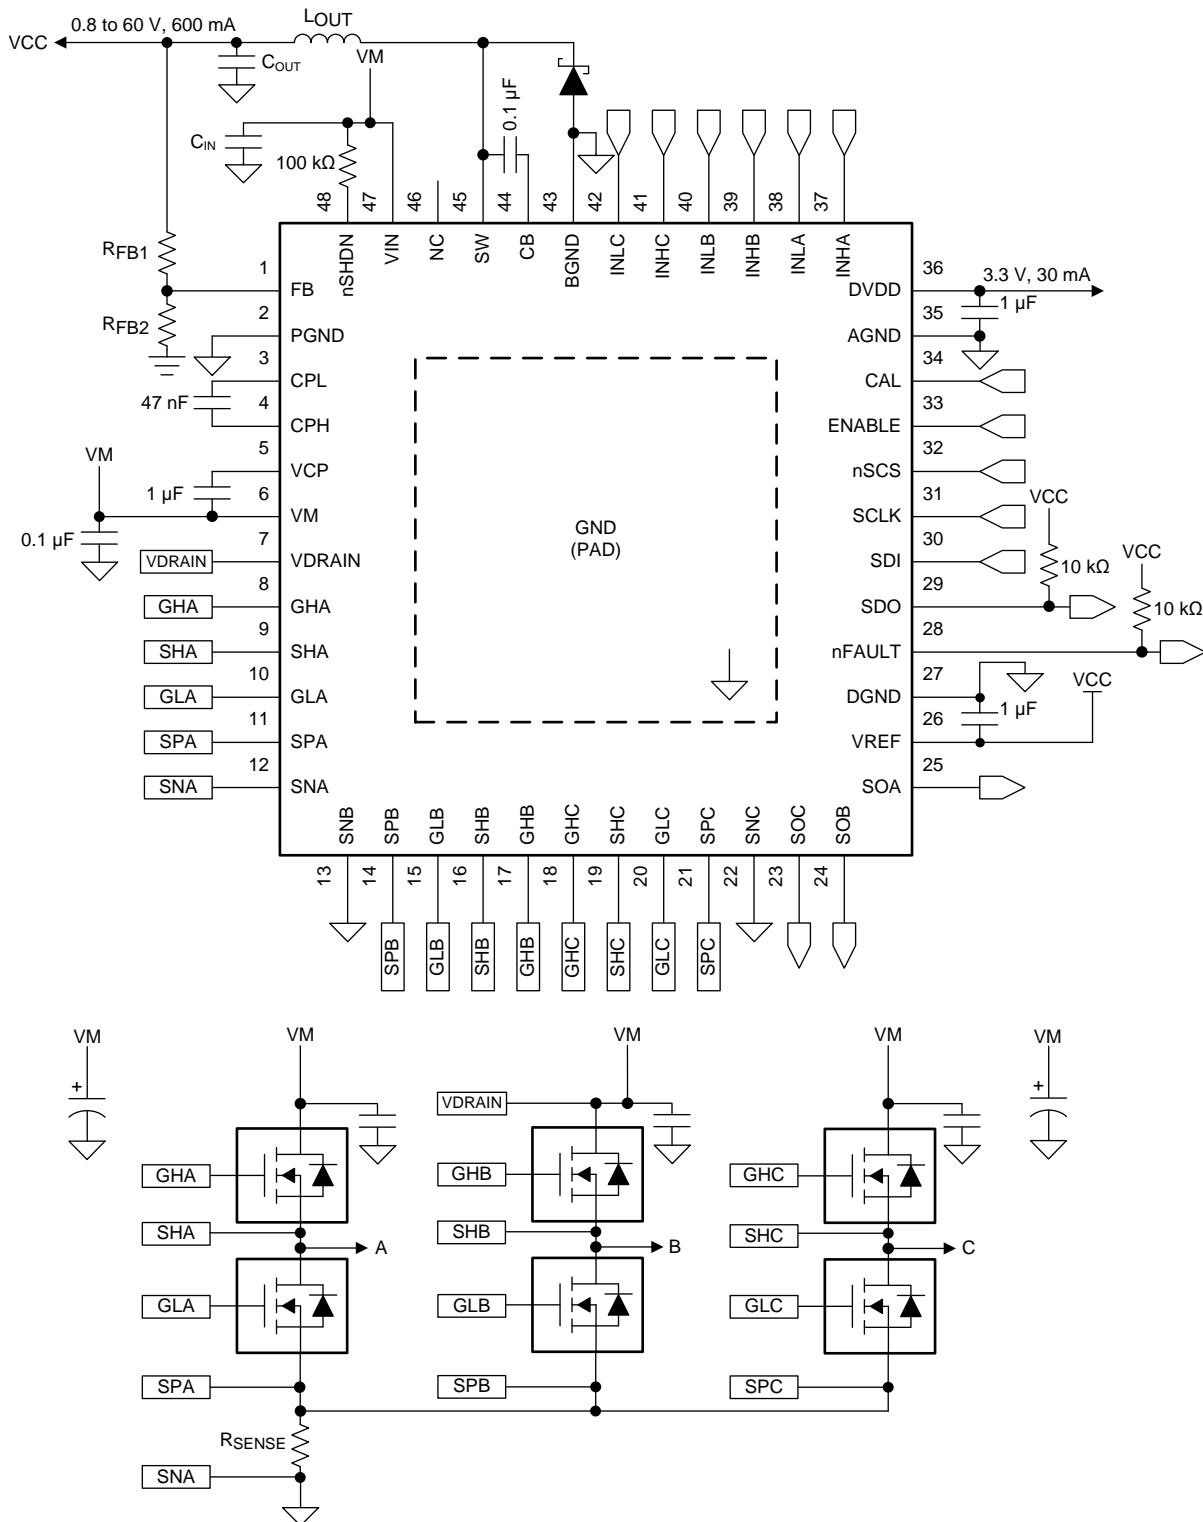 VCC
0.8 to 60 V, 600 mA
LOUT
COUT
VM
0.1 µF
CIN
100 kΩ
48
47
46
45
44
43
42
41
40
39
38
37
nSHDN
VIN
NC
SW
CB
BGND
INLC
INHC
INLB
INHB
INLA
INHA
RFB1
RFB2
1
FB
2
PGND
3
CPL
47 nF
4
CPH
5
VCP
VM
1 µF
6
VM
0.1 µF
7
VDRAIN
VDRAIN
8
GHA
GHA
9
SHA
SHA
10
GLA
GLA
11
SPA
SPA
12
SNA
SNA
GND
(PAD)
36
DVDD
3.3 V, 30 mA
35
1 µF
AGND
34
CAL
33
ENABLE
32
nSCS
31
SCLK
VCC
30
SDI
10 kΩ
VCC
29
SDO
10 kΩ
28
nFAULT
27
DGND
VCC
26
1 µF
VREF
25
SOA
SNB
SPB
GLB
SHB
GHB
GHC
SHC
GLC
SPC
SNC
SOC
SOB
13
14
15
16
17
18
19
20
21
22
23
24
SPB
GLB
SHB
GHB
GHC
SHC
GLC
SPC
VM
VM
VM
VM
VM
+
+
VDRAIN
GHA
GHB
GHC
SHA
SHB
SHC
A
B
C
GLA
GLB
GLC
SPA
SPB
SPC
RSENSE
SNA